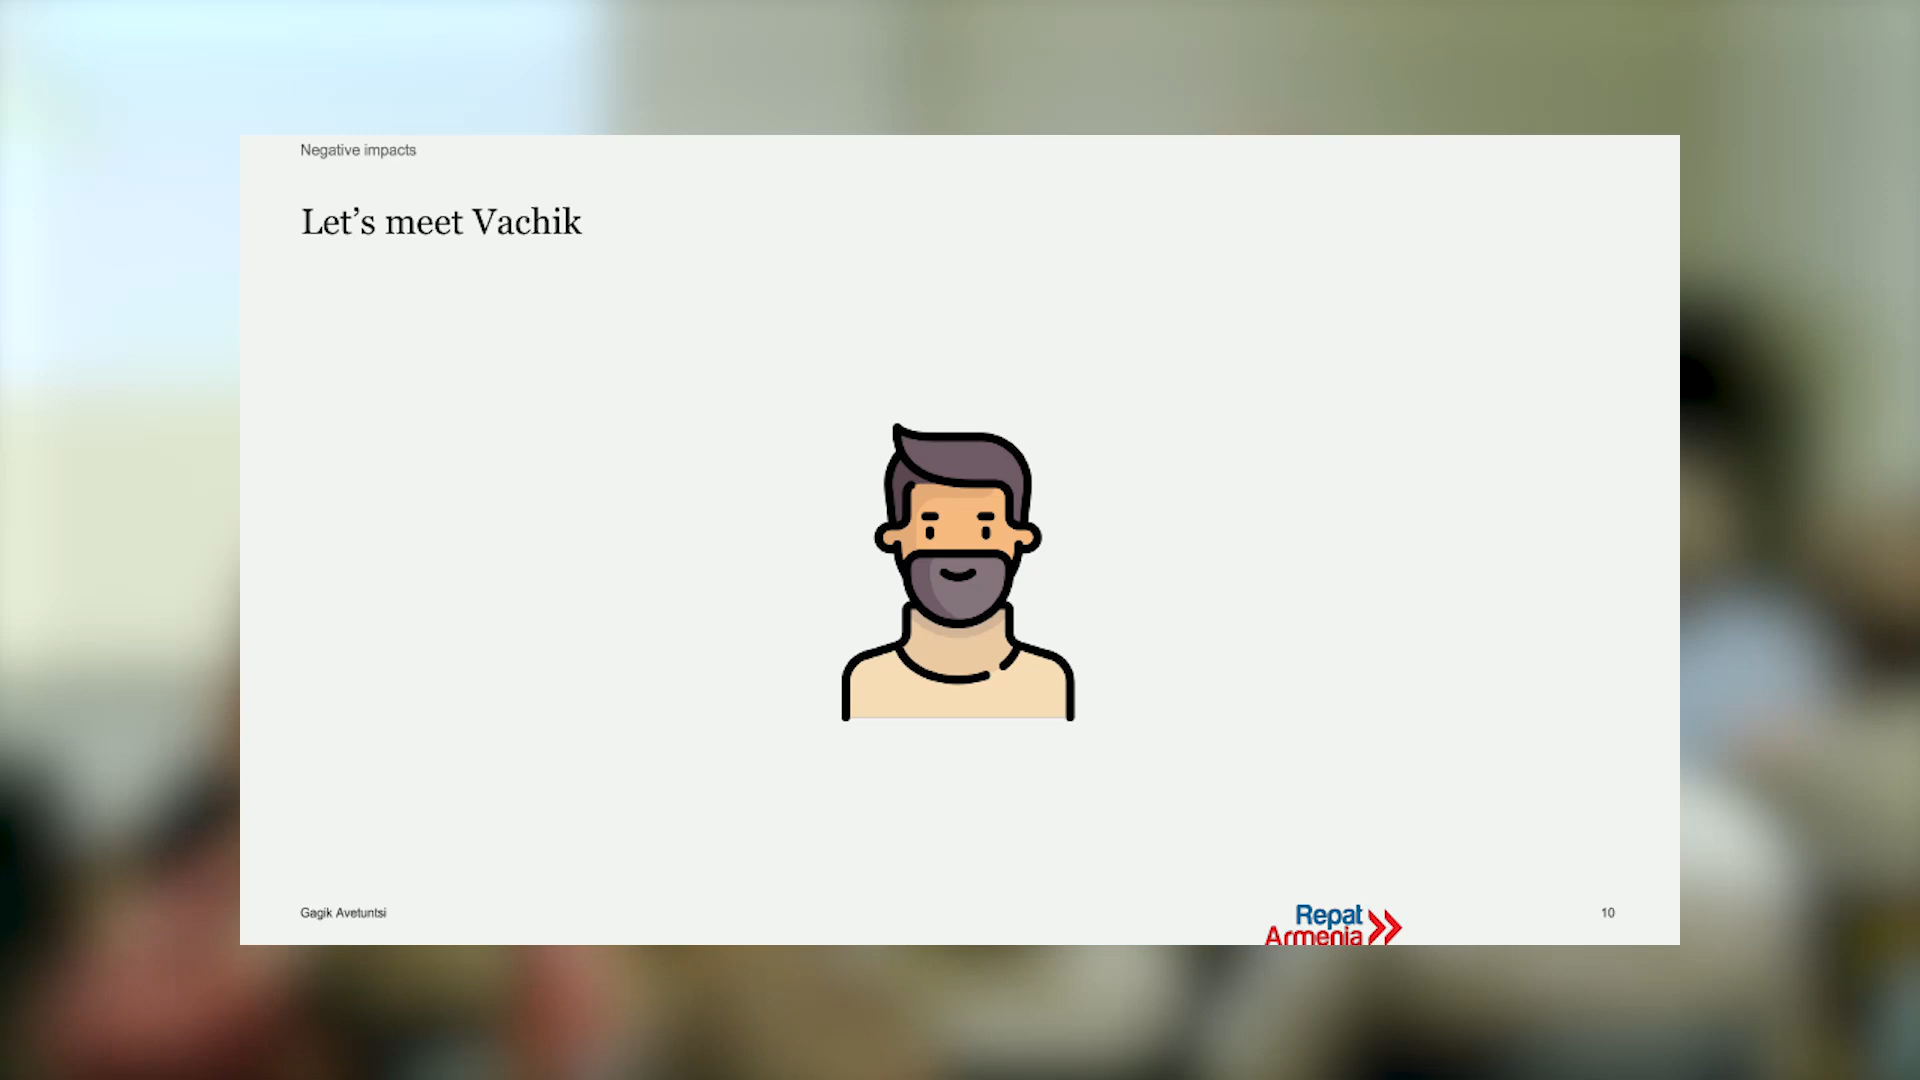 Negative impacts
Let’s meet Vachik
Gagik Avetuntsi
Repat
Armenia
10